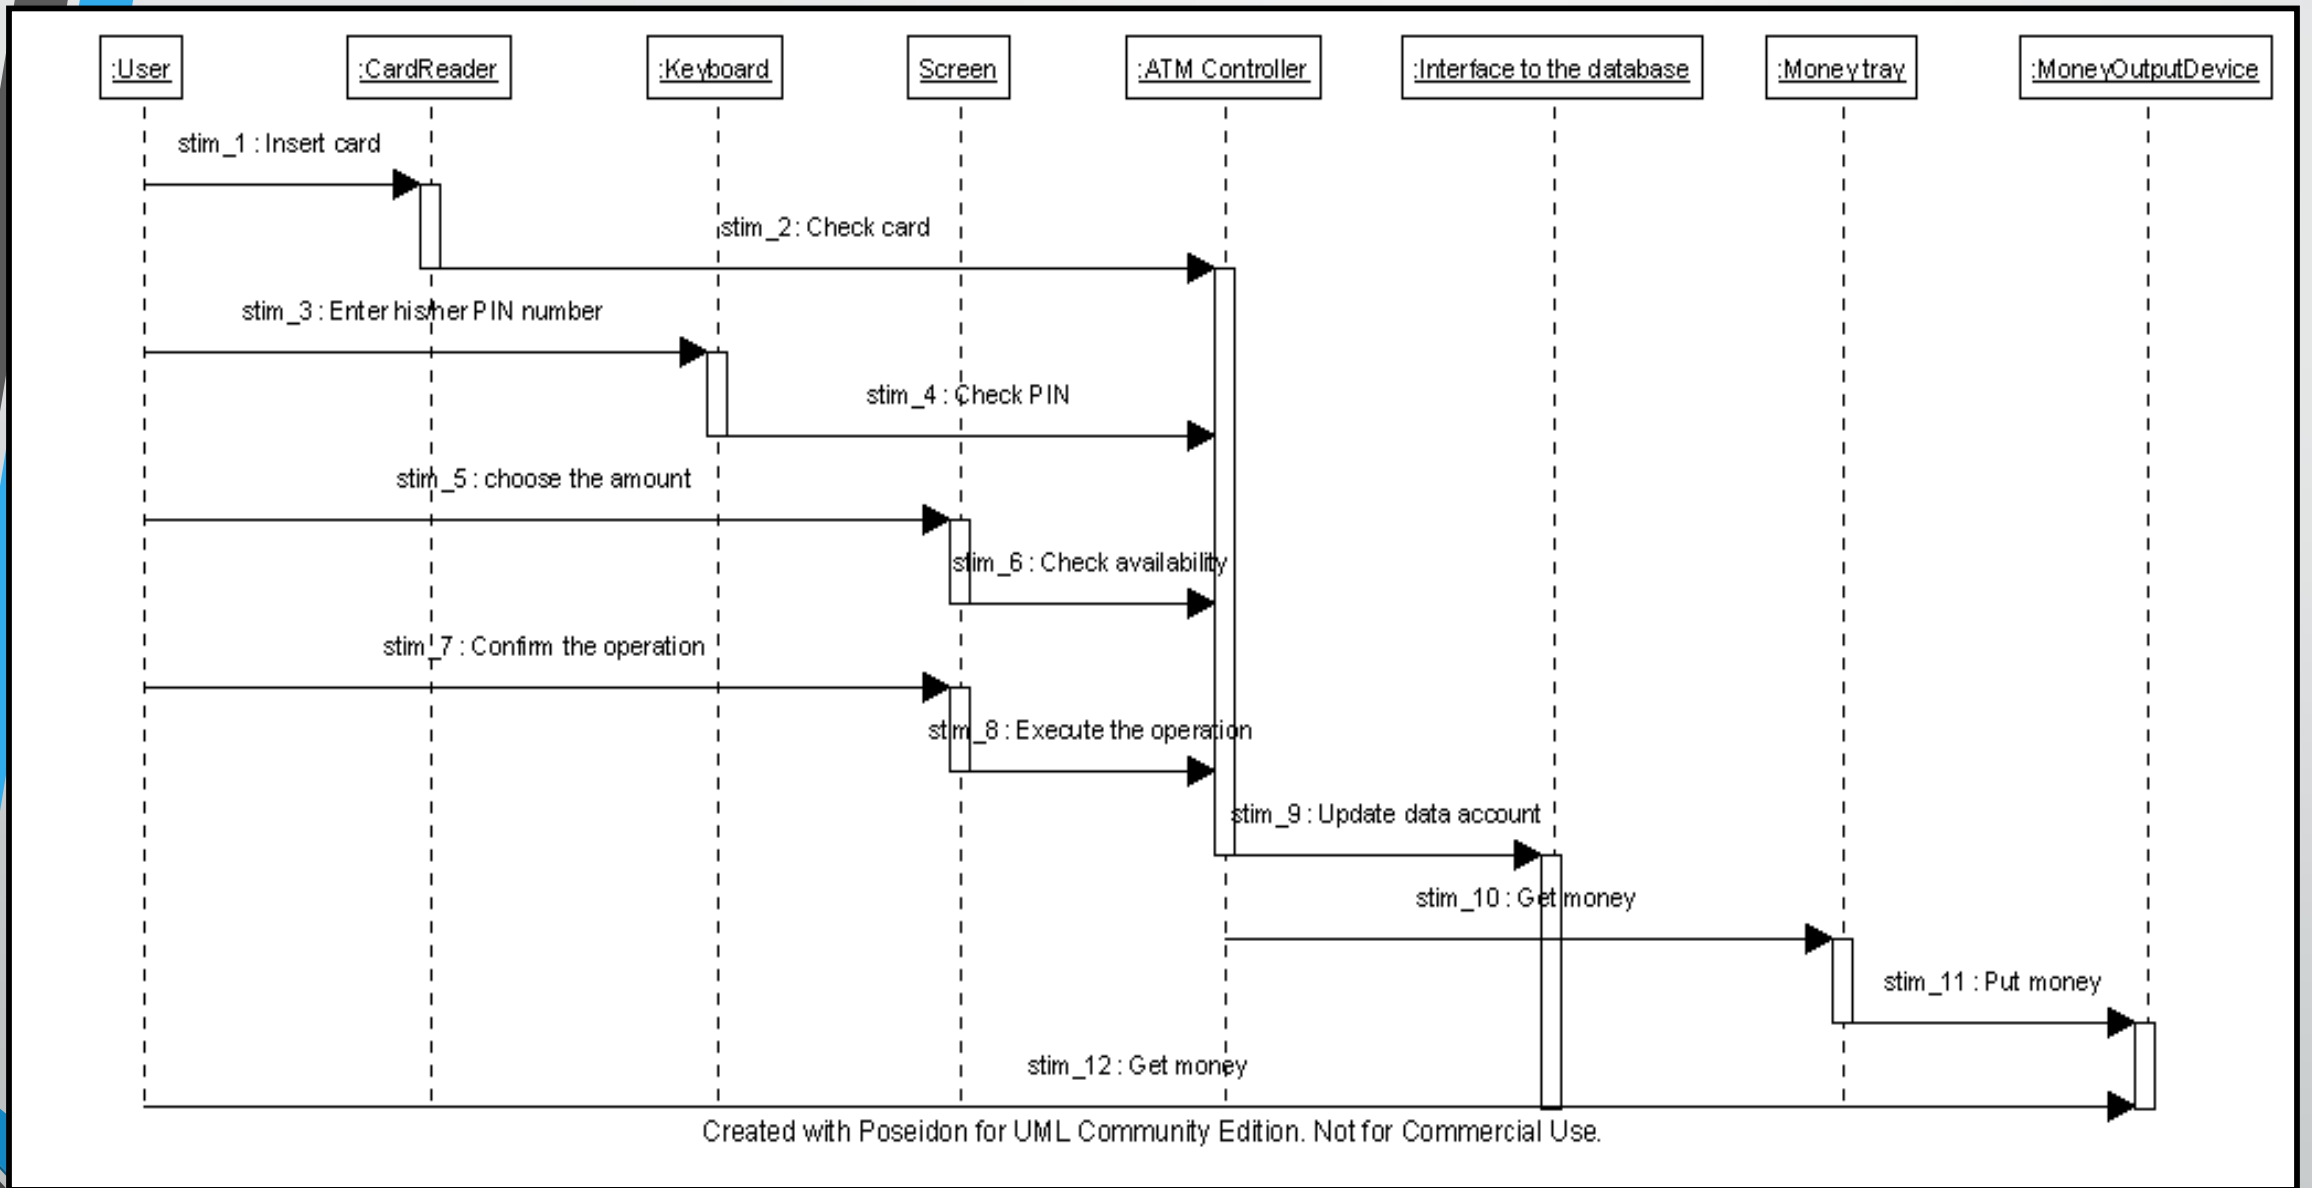 :User :CardReader :Keyboard Screen :ATM Controller :Interface to the database :Money tray :MoneyOutputDevice
stim_1 : Insert card
stim_2 : Check card
stim_3 : Enter his/her PIN number
stim_4 : Check PIN
stim_5 : choose the amount
stim_6 : Check availability
stim_7 : Confirm the operation
stim_8 : Execute the operation
stim_9 : Update data account
stim_10 : Get money
stim_11 : Put money
stim_12 : Get money
Created with Poseidon for UML Community Edition. Not for Commercial Use.